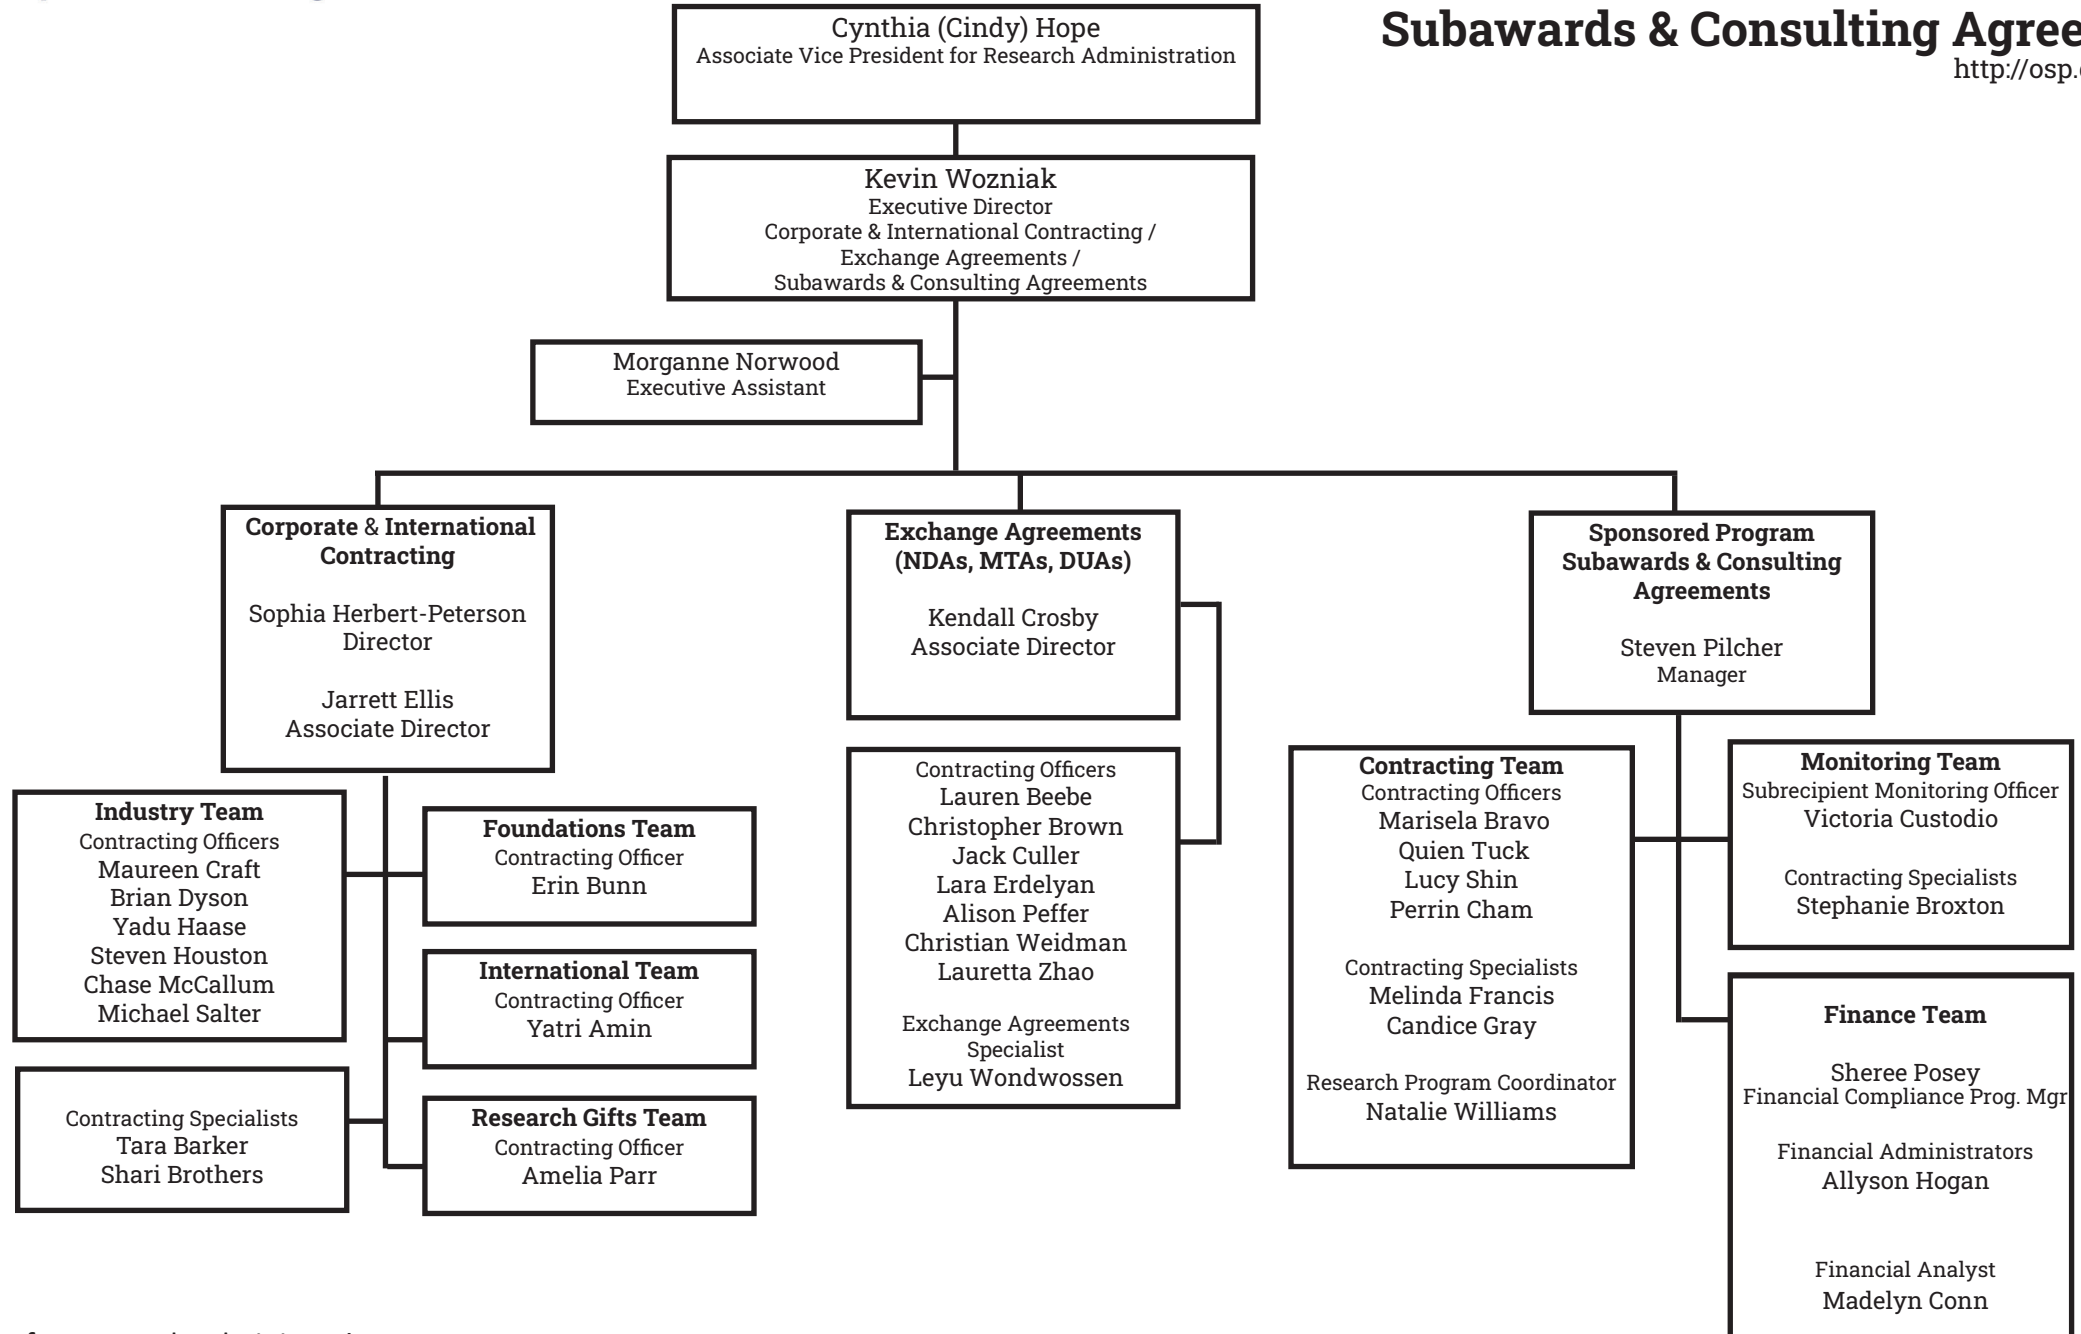 Subawards & Consulting Agree
http://osp.
Cynthia (Cindy) Hope
Associate Vice President for Research Administration
Kevin Wozniak
Executive Director
Corporate & International Contracting /
Exchange Agreements /
Subawards & Consulting Agreements
Morganne Norwood
Executive Assistant
Corporate & International
Contracting
Sophia Herbert-Peterson
Director
Jarrett Ellis
Associate Director
Industry Team
Contracting Officers
Maureen Craft
Brian Dyson
Yadu Haase
Steven Houston
Chase McCallum
Michael Salter
Contracting Specialists
Tara Barker
Shari Brothers
Foundations Team
Contracting Officer
Erin Bunn
International Team
Contracting Officer
Yatri Amin
Research Gifts Team
Contracting Officer
Amelia Parr
Exchange Agreements
(NDAs, MTAs, DUAs)
Kendall Crosby
Associate Director
Contracting Officers
Lauren Beebe
Christopher Brown
Jack Culler
Lara Erdelyan
Alison Peffer
Christian Weidman
Lauretta Zhao
Exchange Agreements
Specialist
Leyu Wondwossen
Sponsored Program
Subawards & Consulting
Agreements
Steven Pilcher
Manager
Contracting Team
Contracting Officers
Marisela Bravo
Quien Tuck
Lucy Shin
Perrin Cham
Contracting Specialists
Melinda Francis
Candice Gray
Research Program Coordinator
Natalie Williams
Monitoring Team
Subrecipient Monitoring Officer
Victoria Custodio
Contracting Specialists
Stephanie Broxton
Finance Team
Sheree Posey
Financial Compliance Prog. Mgr
Financial Administrators
Allyson Hogan
Financial Analyst
Madelyn Conn